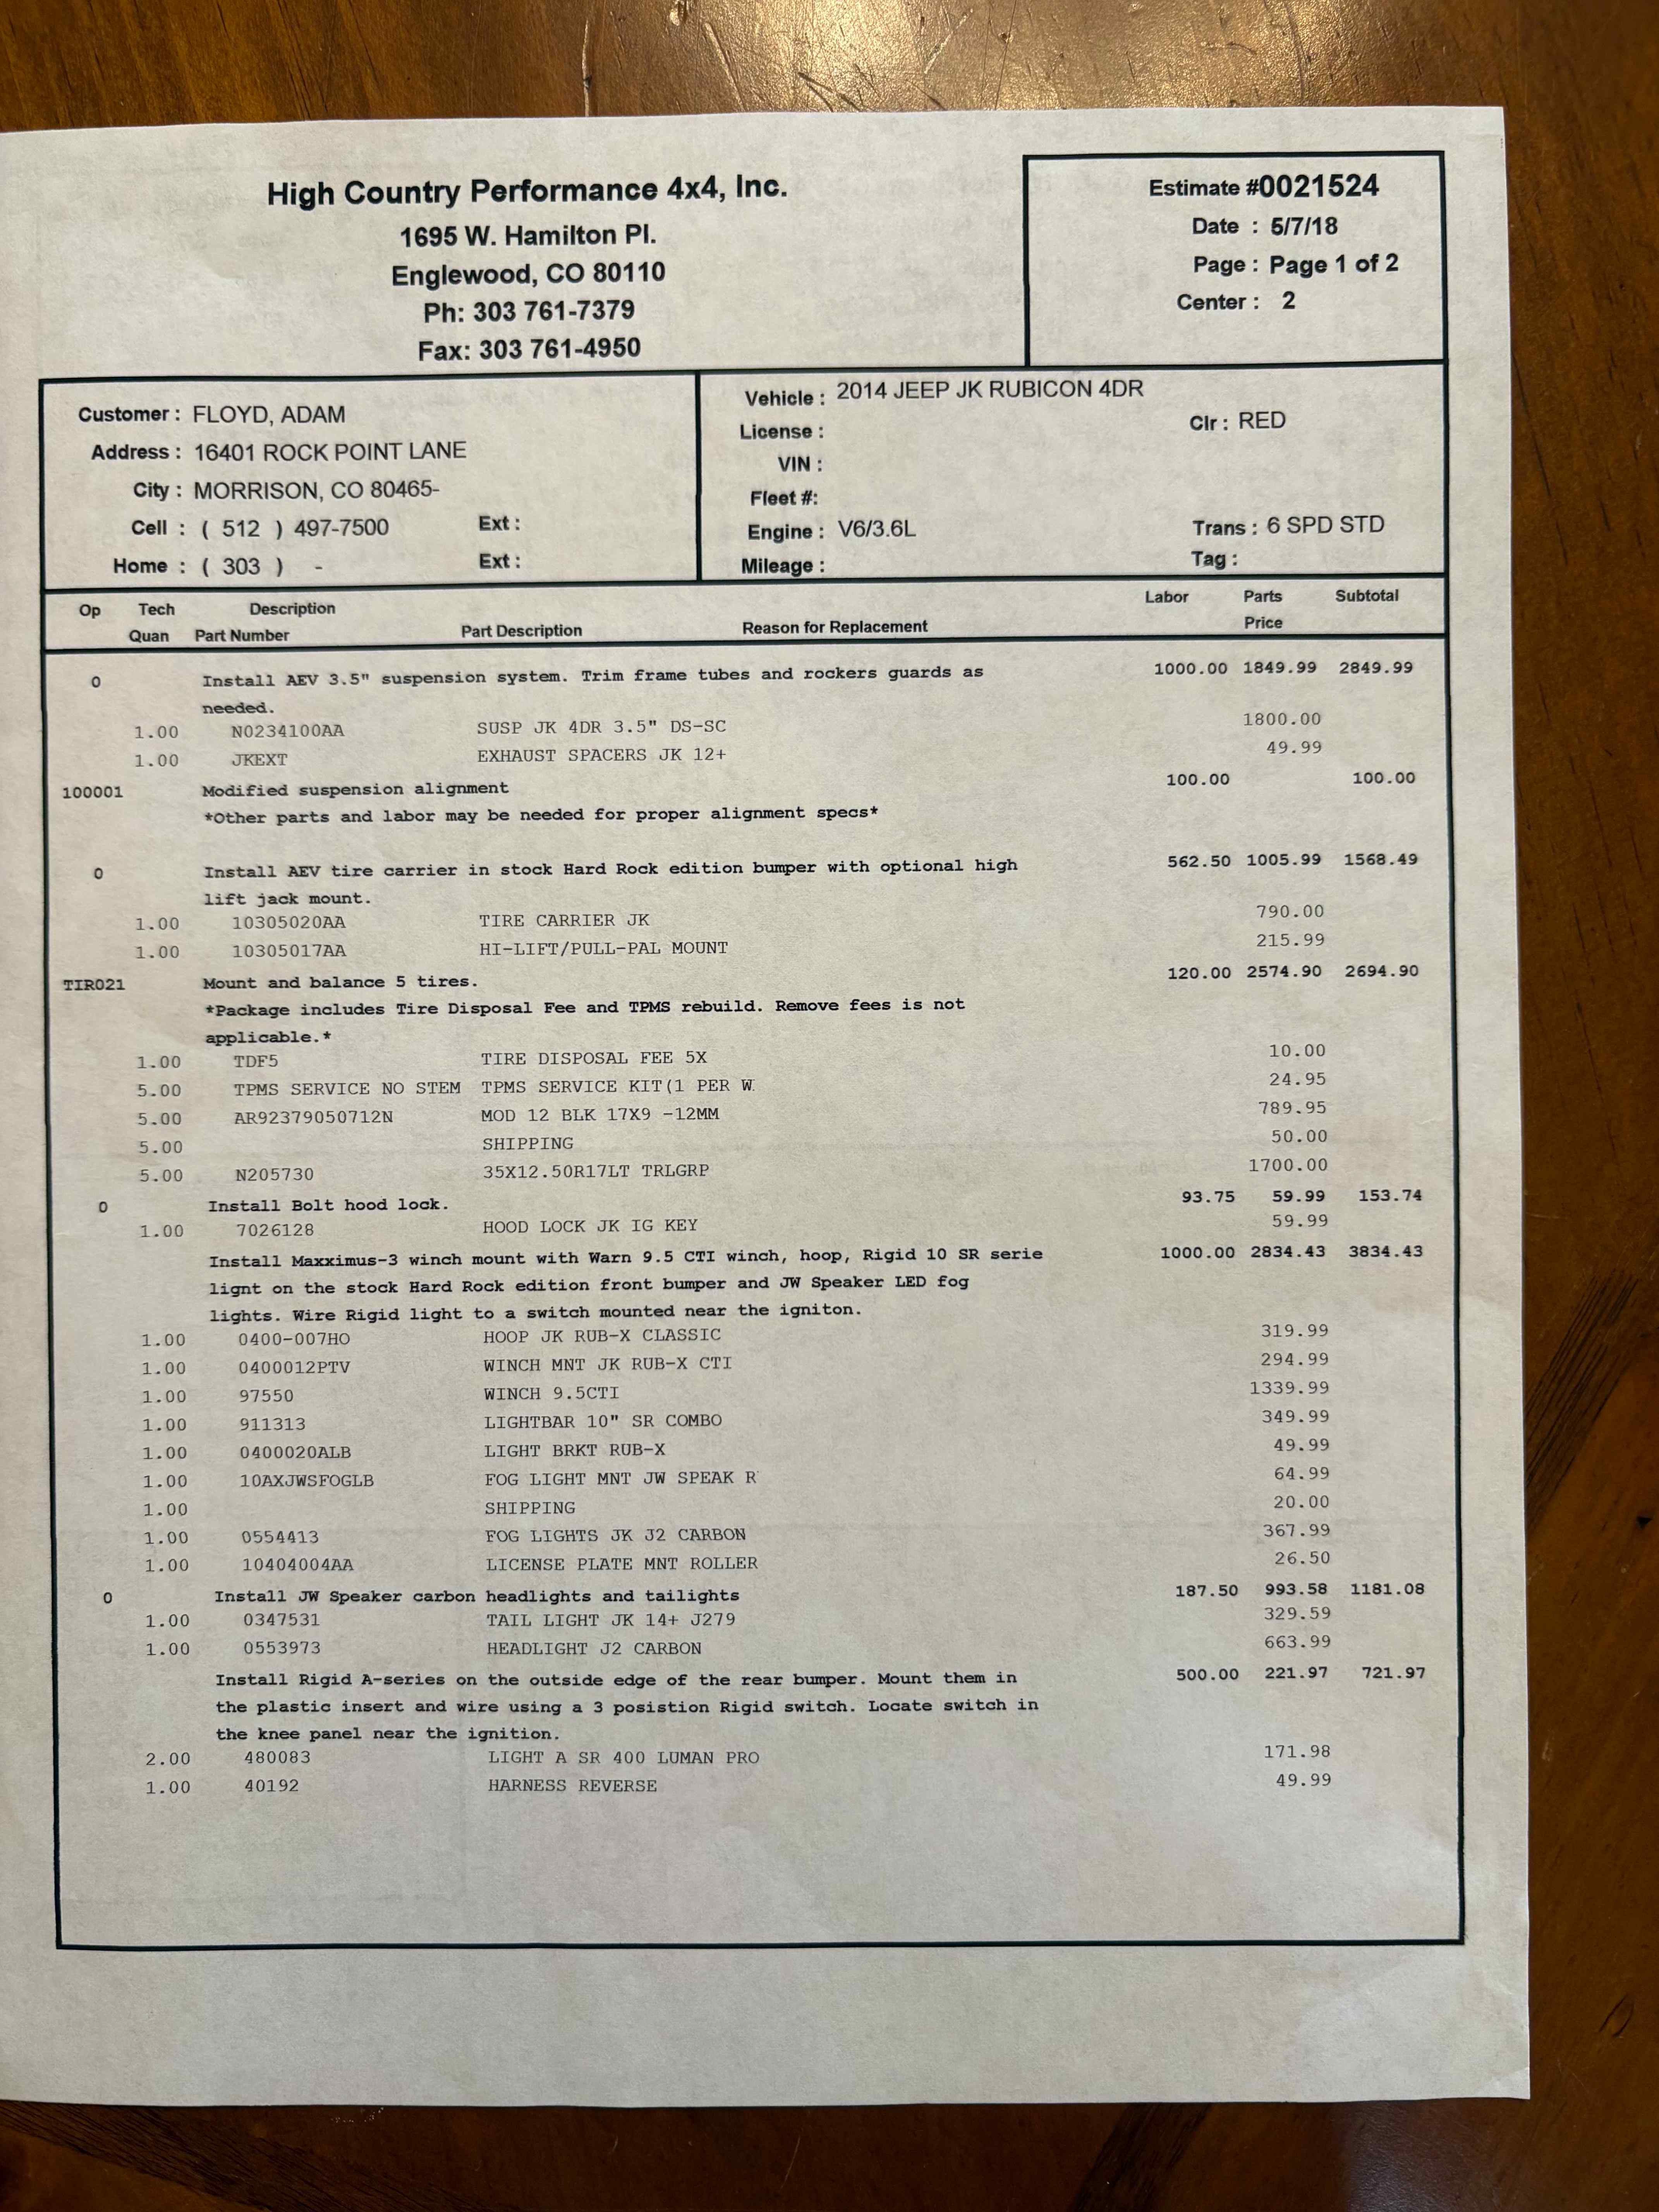 High Country Performance 4x4, Inc.
1695 W. Hamilton Pl.
Englewood, CO 80110
Ph: 303 761-7379
Fax: 303 761-4950
Estimate #0021524
Date : 5/7/18
Page : Page 1 of 2
Center : 2
Customer : FLOYD, ADAM
Address : 16401 ROCK POINT LANE
City : MORRISON, CO 80465-
Cell : ( 512 ) 497-7500 Ext :
Home : ( 303 ) - Ext :
Vehicle : 2014 JEEP JK RUBICON 4DR
License : Clr : RED
VIN :
Fleet #:
Engine : V6/3.6L Trans : 6 SPD STD
Mileage : Tag :
Op Tech Description Labor Parts Subtotal
Quan Part Number Part Description Reason for Replacement Price
0 Install AEV 3.5" suspension system. Trim frame tubes and rockers guards as 1000.00 1849.99 2849.99
needed.
1.00 N0234100AA SUSP JK 4DR 3.5" DS-SC 1800.00
1.00 JKEXT EXHAUST SPACERS JK 12+ 49.99
100001 Modified suspension alignment 100.00 100.00
*Other parts and labor may be needed for proper alignment specs*
0 Install AEV tire carrier in stock Hard Rock edition bumper with optional high 562.50 1005.99 1568.49
lift jack mount.
1.00 10305020AA TIRE CARRIER JK 790.00
1.00 10305017AA HI-LIFT/PULL-PAL MOUNT 215.99
TIR021 Mount and balance 5 tires. 120.00 2574.90 2694.90
*Package includes Tire Disposal Fee and TPMS rebuild. Remove fees is not
applicable.*
1.00 TDF5 TIRE DISPOSAL FEE 5X 10.00
5.00 TPMS SERVICE NO STEM TPMS SERVICE KIT(1 PER W 24.95
5.00 AR92379050712N MOD 12 BLK 17X9 -12MM 789.95
5.00 SHIPPING 50.00
5.00 N205730 35X12.50R17LT TRLGRP 1700.00
0 Install Bolt hood lock. 93.75 59.99 153.74
1.00 7026128 HOOD LOCK JK IG KEY 59.99
Install Maxximus-3 winch mount with Warn 9.5 CTI winch, hoop, Rigid 10 SR serie 1000.00 2834.43 3834.43
lignt on the stock Hard Rock edition front bumper and JW Speaker LED fog
lights. Wire Rigid light to a switch mounted near the igniton.
1.00 0400-007HO HOOP JK RUB-X CLASSIC 319.99
1.00 0400012PTV WINCH MNT JK RUB-X CTI 294.99
1.00 97550 WINCH 9.5CTI 1339.99
1.00 911313 LIGHTBAR 10" SR COMBO 349.99
1.00 0400020ALB LIGHT BRKT RUB-X 49.99
1.00 10AXJWSFOGLB FOG LIGHT MNT JW SPEAK R 64.99
1.00 SHIPPING 20.00
1.00 0554413 FOG LIGHTS JK J2 CARBON 367.99
1.00 10404004AA LICENSE PLATE MNT ROLLER 26.50
0 Install JW Speaker carbon headlights and tailights 187.50 993.58 1181.08
1.00 0347531 TAIL LIGHT JK 14+ J279 329.59
1.00 0553973 HEADLIGHT J2 CARBON 663.99
Install Rigid A-series on the outside edge of the rear bumper. Mount them in 500.00 221.97 721.97
the plastic insert and wire using a 3 posistion Rigid switch. Locate switch in
the knee panel near the ignition.
2.00 480083 LIGHT A SR 400 LUMAN PRO 171.98
1.00 40192 HARNESS REVERSE 49.99